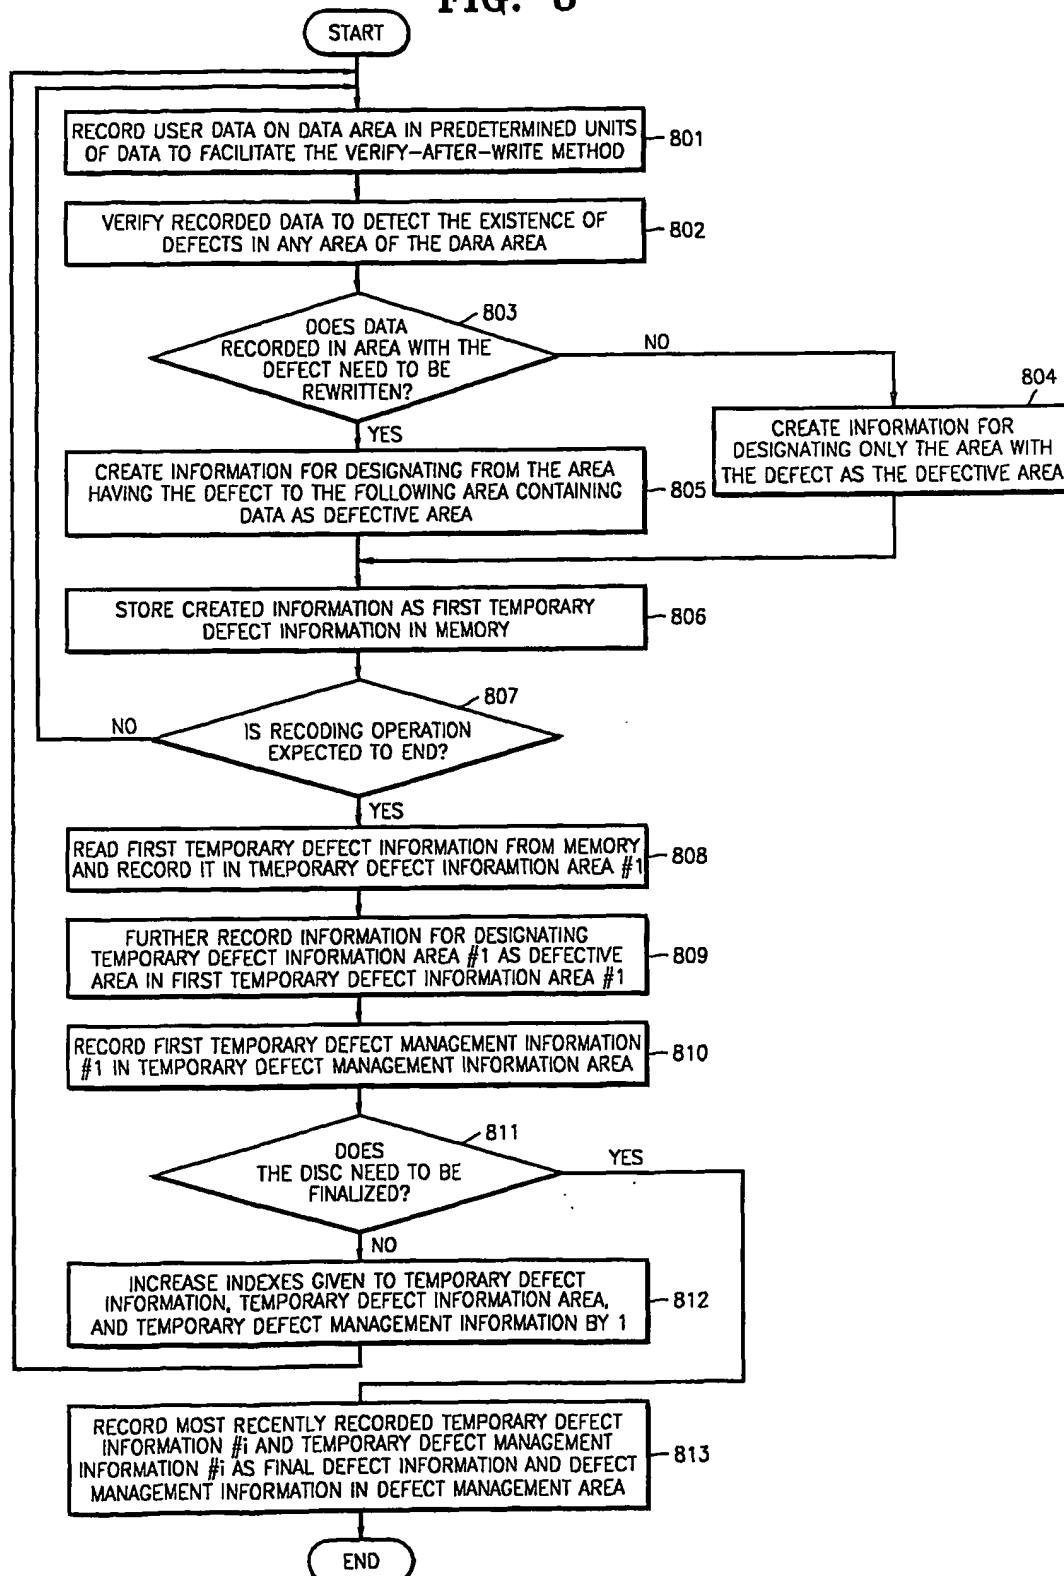 FIG. 8
START
RECORD USER DATA ON DATA AREA IN PREDETERMINED UNITS
OF DATA TO FACILITATE THE VERIFY-AFTER-WRITE METHOD
801
VERIFY RECORDED DATA TO DETECT THE EXISTENCE OF
DEFECTS IN ANY AREA OF THE DARA AREA
802
803
DOES DATA
RECORDED IN AREA WITH THE
DEFECT NEED TO BE
REWRITTEN?
NO
YES
804
CREATE INFORMATION FOR
DESIGNATING ONLY THE AREA WITH
THE DEFECT AS THE DEFECTIVE AREA
CREATE INFORMATION FOR DESIGNATING FROM THE AREA
HAVING THE DEFECT TO THE FOLLOWING AREA CONTAINING
DATA AS DEFECTIVE AREA
805
STORE CREATED INFORMATION AS FIRST TEMPORARY
DEFECT INFORMATION IN MEMORY
806
807
IS RECODING OPERATION
EXPECTED TO END?
NO
YES
READ FIRST TEMPORARY DEFECT INFORMATION FROM MEMORY
AND RECORD IT IN TMEPORARY DEFECT INFORAMTION AREA #1
808
FURTHER RECORD INFORMATION FOR DESIGNATING
TEMPORARY DEFECT INFORMATION AREA #1 AS DEFECTIVE
AREA IN FIRST TEMPORARY DEFECT INFORMATION AREA #1
809
RECORD FIRST TEMPORARY DEFECT MANAGEMENT INFORMATION
#1 IN TEMPORARY DEFECT MANAGEMENT INFORMATION AREA
810
811
DOES
THE DISC NEED TO BE
FINALIZED?
YES
NO
INCREASE INDEXES GIVEN TO TEMPORARY DEFECT
INFORMATION, TEMPORARY DEFECT INFORMATION AREA,
AND TEMPORARY DEFECT MANAGEMENT INFORMATION BY 1
812
RECORD MOST RECENTLY RECORDED TEMPORARY DEFECT
INFORMATION #i AND TEMPORARY DEFECT MANAGEMENT
INFORMATION #i AS FINAL DEFECT INFORMATION AND DEFECT
MANAGEMENT INFORMATION IN DEFECT MANAGEMENT AREA
813
END